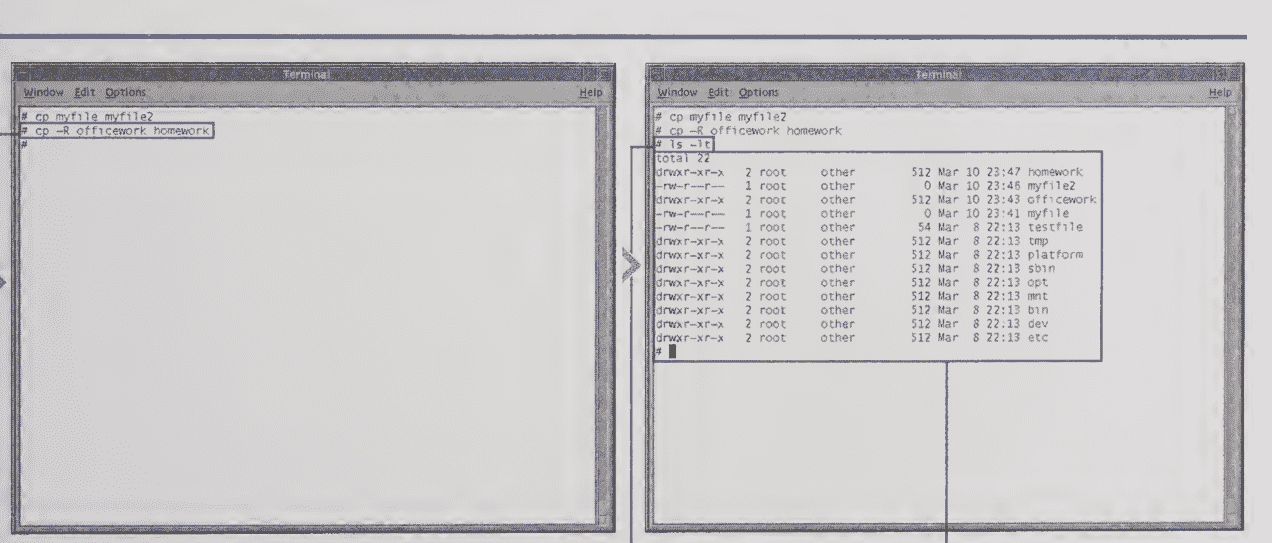 Terminal
Window Edit Options Help
# cp myfile myfile2
# cp -R officework homework
#
Terminal
Window Edit Options Help
# cp myfile myfile2
# cp -R officework homework
# ls -lt
total 22
drwxr-xr-x 2 root other 512 Mar 10 23:47 homework
-rw-r--r-- 1 root other 0 Mar 10 23:46 myfile2
drwxr-xr-x 2 root other 512 Mar 10 23:43 officework
-rw-r--r-- 1 root other 0 Mar 10 23:41 myfile
-rw-r--r-- 1 root other 54 Mar 8 22:13 testfile
drwxr-xr-x 2 root other 512 Mar 8 22:13 tmp
drwxr-xr-x 2 root other 512 Mar 8 22:13 platform
drwxr-xr-x 2 root other 512 Mar 8 22:13 sbin
drwxr-xr-x 2 root other 512 Mar 8 22:13 opt
drwxr-xr-x 2 root other 512 Mar 8 22:13 mnt
drwxr-xr-x 2 root other 512 Mar 8 22:13 bin
drwxr-xr-x 2 root other 512 Mar 8 22:13 dev
drwxr-xr-x 2 root other 512 Mar 8 22:13 etc
#